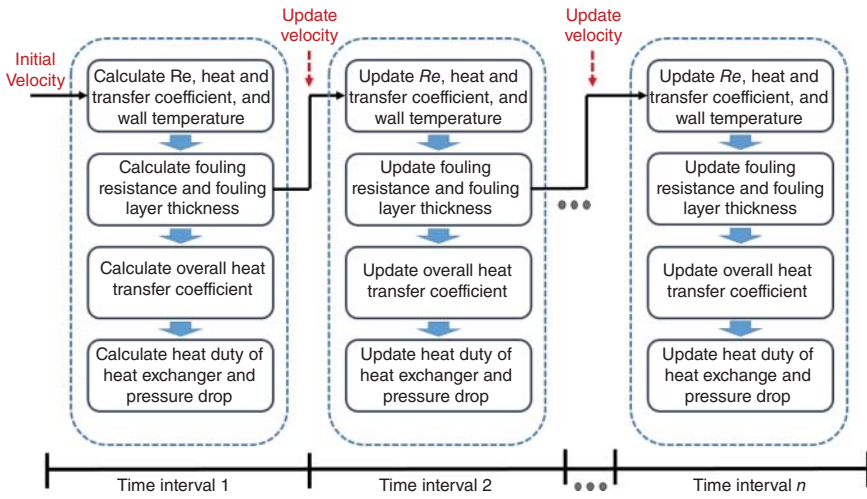 Initial
Velocity
Calculate Re, heat and
transfer coefficient, and
wall temperature
Calculate fouling
resistance and fouling
layer thickness
Calculate overall heat
transfer coefficient
Calculate heat duty of
heat exchanger and
pressure drop
Update
velocity
Update Re, heat and
transfer coefficient, and
wall temperature
Update fouling
resistance and fouling
layer thickness
Update overall heat
transfer coefficient
Update heat duty of
heat exchanger and
pressure drop
Update
velocity
Update Re, heat and
transfer coefficient, and
wall temperature
Update fouling
resistance and fouling
layer thickness
Update overall heat
transfer coefficient
Update heat duty of
heat exchange and
pressure drop
Time interval 1
Time interval 2
Time interval n